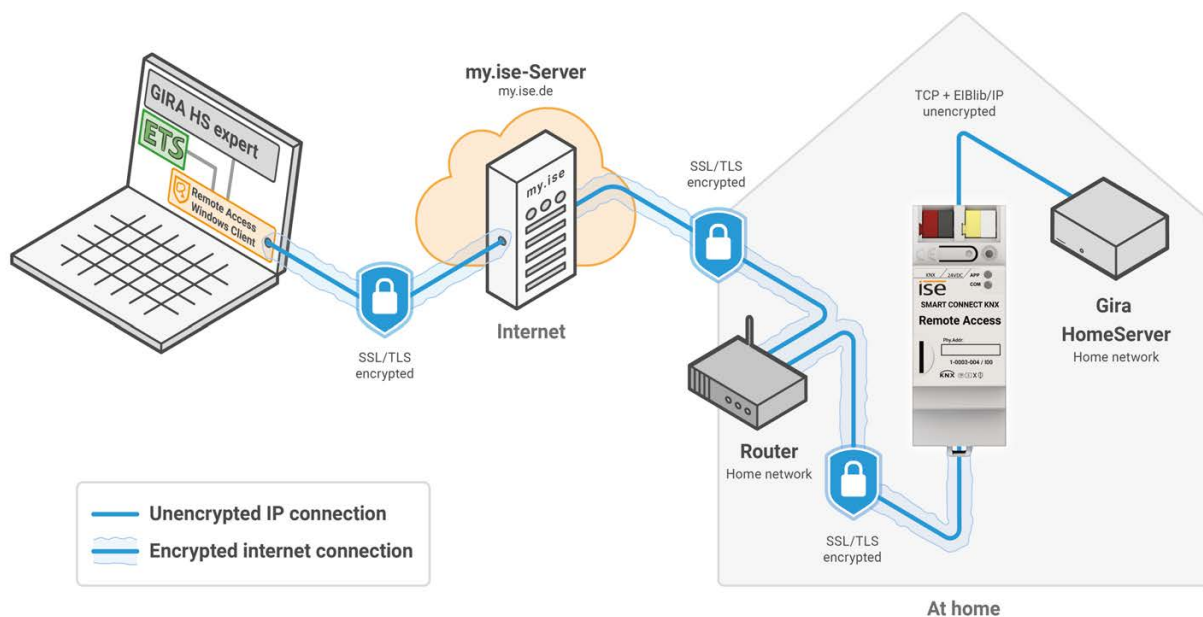 GIRA HS expert
ETS
Remote Access
Windows Client
SSL/TLS
encrypted
my.ise-Server
my.ise.de
my.ise
Internet
SSL/TLS
encrypted
Router
Home network
SSL/TLS
encrypted
TCP + EIBlib/IP
unencrypted
KNX / 24VDC APP
COM
ise
SMART CONNECT KNX
Remote Access
Phy.Addr.
1-0003-004 / I00
KNX
Gira
HomeServer
Home network
At home
Unencrypted IP connection
Encrypted internet connection